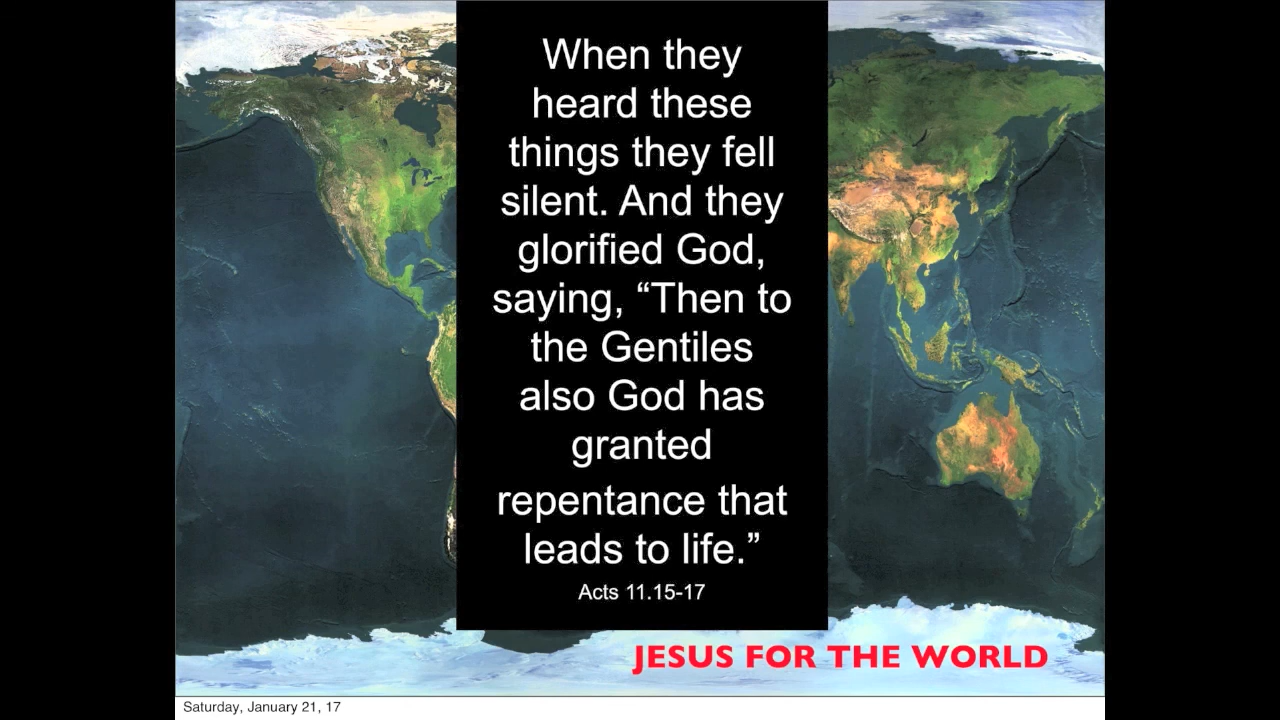 When they
heard these
things they fell
silent. And they
glorified God,
saying, “Then to
the Gentiles
also God has
granted
repentance that
leads to life.”
Acts 11.15-17
JESUS FOR THE WORLD
Saturday, January 21, 17